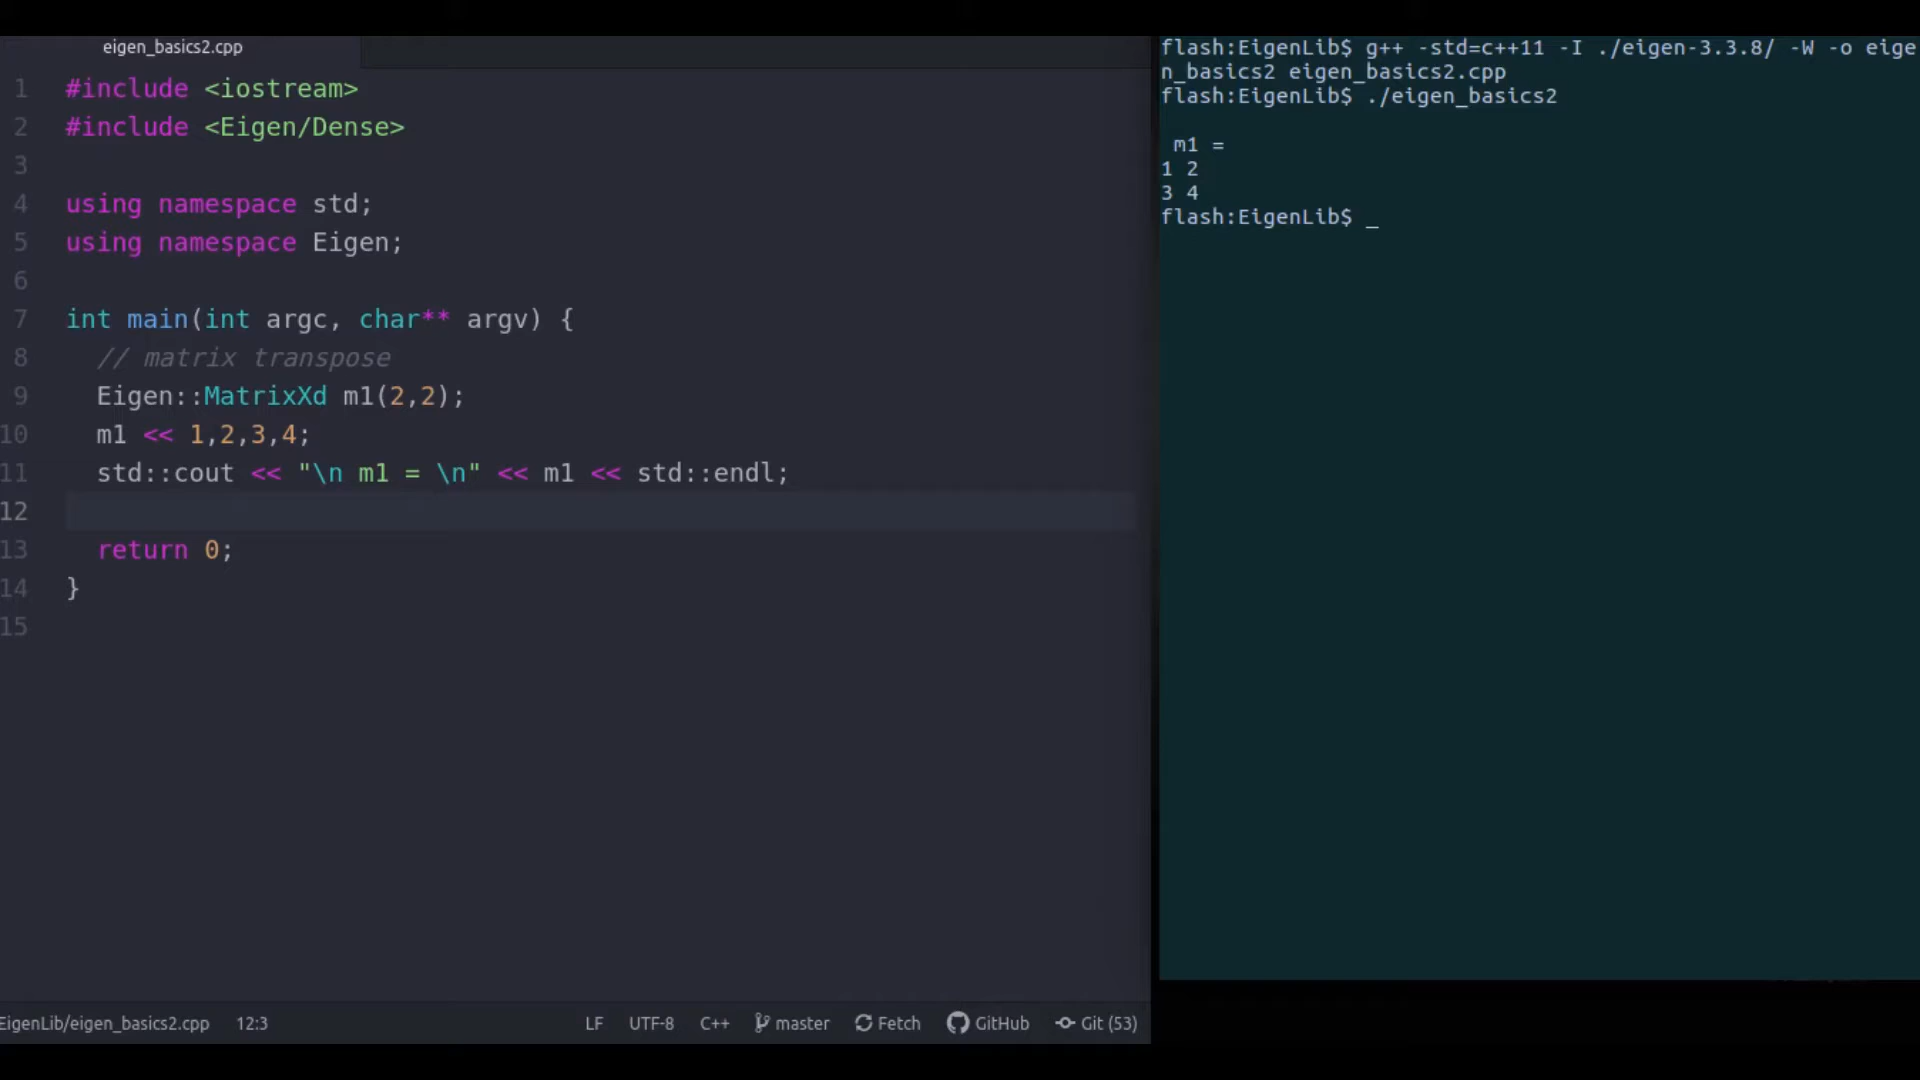 eigen_basics2.cpp
1 #include <iostream>
2 #include <Eigen/Dense>
3
4 using namespace std;
5 using namespace Eigen;
6
7 int main(int argc, char** argv) {
8 // matrix transpose
9 Eigen::MatrixXd m1(2,2);
10 m1 << 1,2,3,4;
11 std::cout << "\n m1 = \n" << m1 << std::endl;
12
13 return 0;
14 }
15
EigenLib/eigen_basics2.cpp 12:3 LF UTF-8 C++ master Fetch GitHub Git (53)
flash:EigenLib$ g++ -std=c++11 -I ./eigen-3.3.8/ -W -o eige
n_basics2 eigen_basics2.cpp
flash:EigenLib$ ./eigen_basics2
m1 =
1 2
3 4
flash:EigenLib$ _